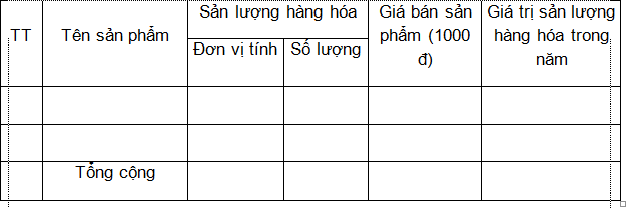 TT
Tên sản phẩm
Sản lượng hàng hóa
Đơn vị tính
Số lượng
Giá bán sản
phẩm (1000
đ)
Giá trị sản lượng
hàng hóa trong
năm
Tổng cộng